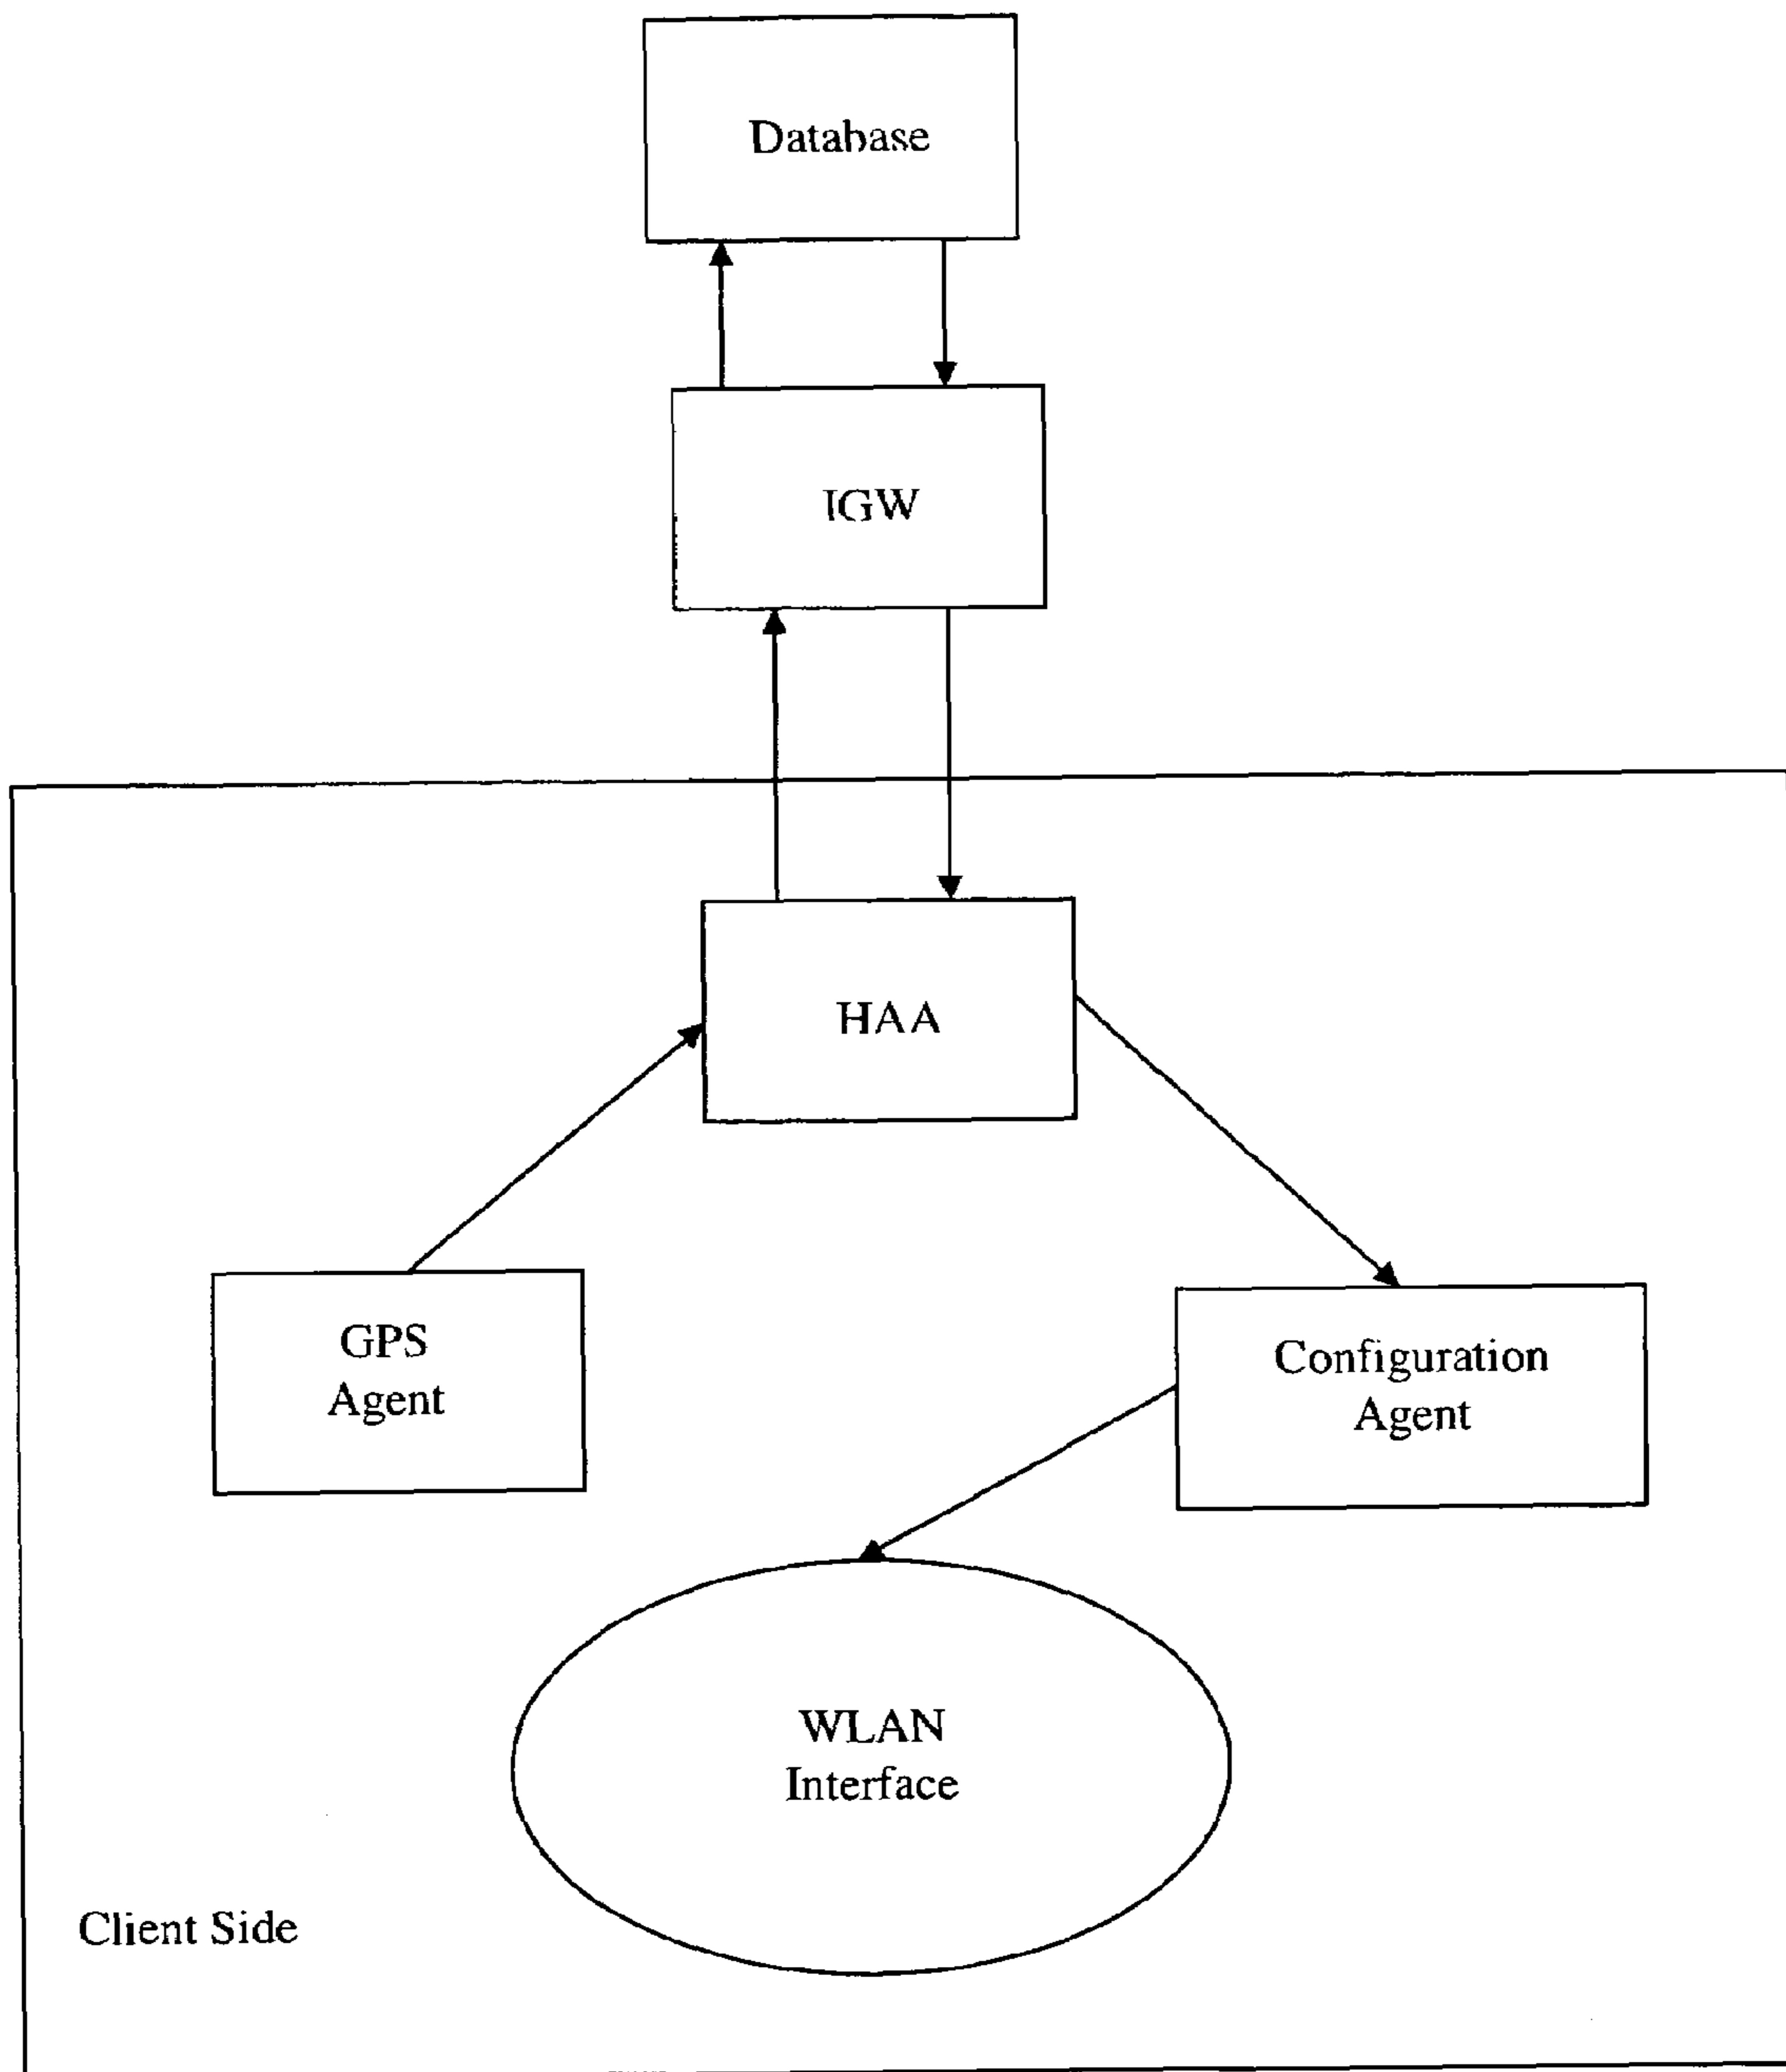 Database
IGW
HAA
GPS
Agent
Configuration
Agent
WLAN
Interface
Client Side